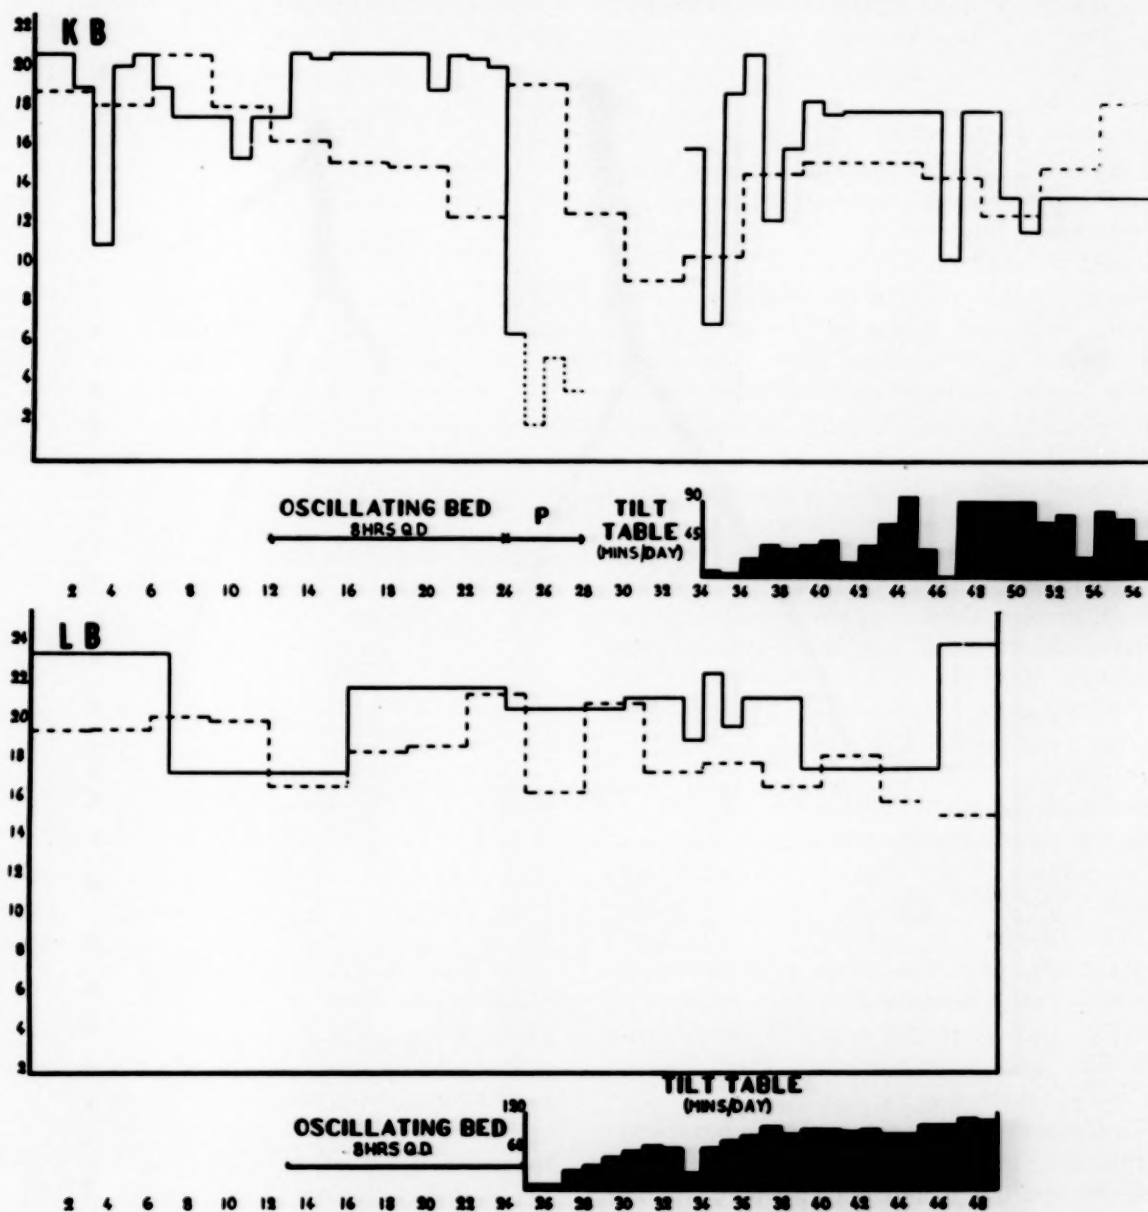 22
K B
20
18
16
14
12
10
8
6
4
2
OSCILLATING BED
8HRS Q D
P
TILT
TABLE
(MINS/DAY)
90
45
2 4 6 8 10 12 14 16 18 20 22 24 26 28 30 32 34 36 38 40 42 44 46 48 50 52 54 56
24
L B
22
20
18
16
14
12
10
8
6
4
2
TILT TABLE
(MINS/DAY)
120
60
OSCILLATING BED
8HRS Q.D.
2 4 6 8 10 12 14 16 18 20 22 24 26 28 30 32 34 36 38 40 42 44 46 48